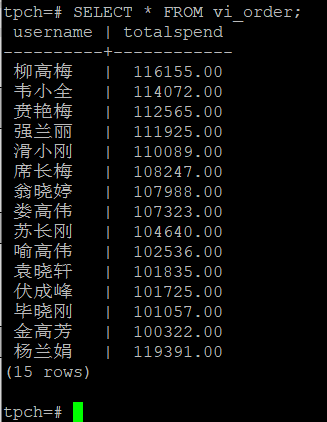 tpch=# SELECT * FROM vi_order;
username | totalspend
----------+------------
柳高梅 | 116155.00
韦小全 | 114072.00
贲艳梅 | 112565.00
强兰丽 | 111925.00
滑小刚 | 110089.00
席长梅 | 108247.00
翁晓婷 | 107988.00
娄高伟 | 107323.00
苏长刚 | 104640.00
喻高伟 | 102536.00
袁晓轩 | 101835.00
伏成峰 | 101725.00
毕晓刚 | 101057.00
金高芳 | 100322.00
杨兰娟 | 119391.00
(15 rows)
tpch=#